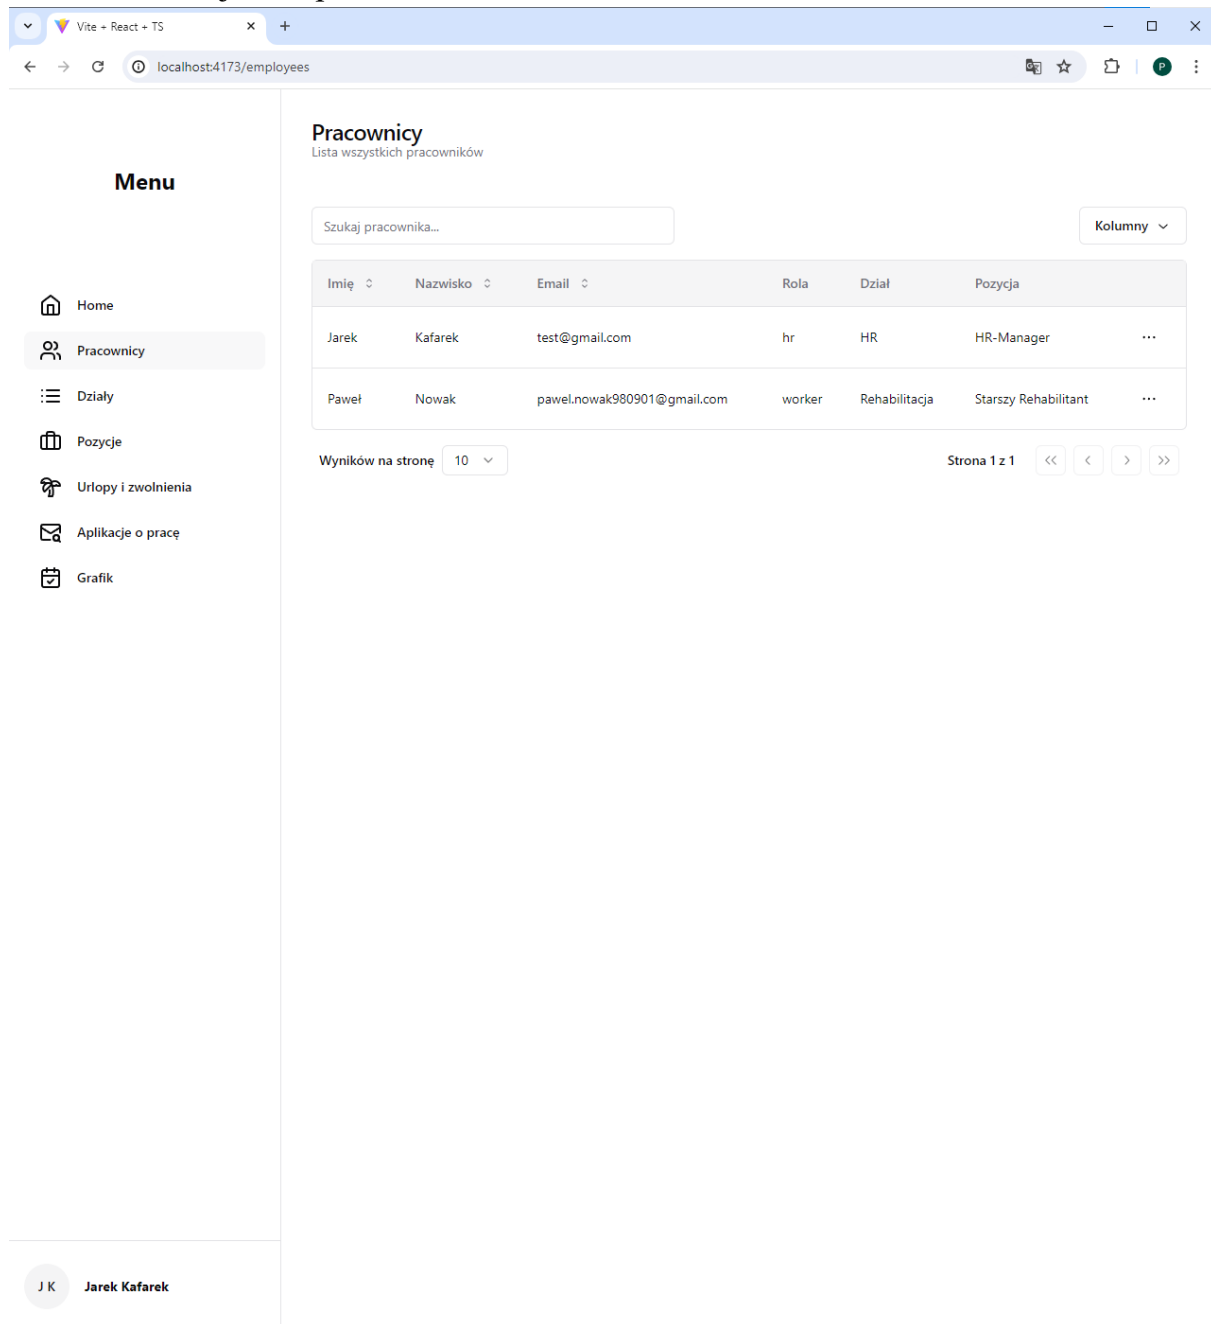 Vite + React + TS
localhost:4173/employees
P
Menu
Home
Pracownicy
Działy
Pozycje
Urlopy i zwolnienia
Aplikacje o pracę
Grafik
J K Jarek Kafarek
Pracownicy
Lista wszystkich pracowników
Szukaj pracownika...
Kolumny
Imię Nazwisko Email Rola Dział Pozycja
Jarek Kafarek test@gmail.com hr HR HR-Manager ...
Paweł Nowak pawel.nowak980901@gmail.com worker Rehabilitacja Starszy Rehabilitant ...
Wyników na stronę 10 Strona 1 z 1